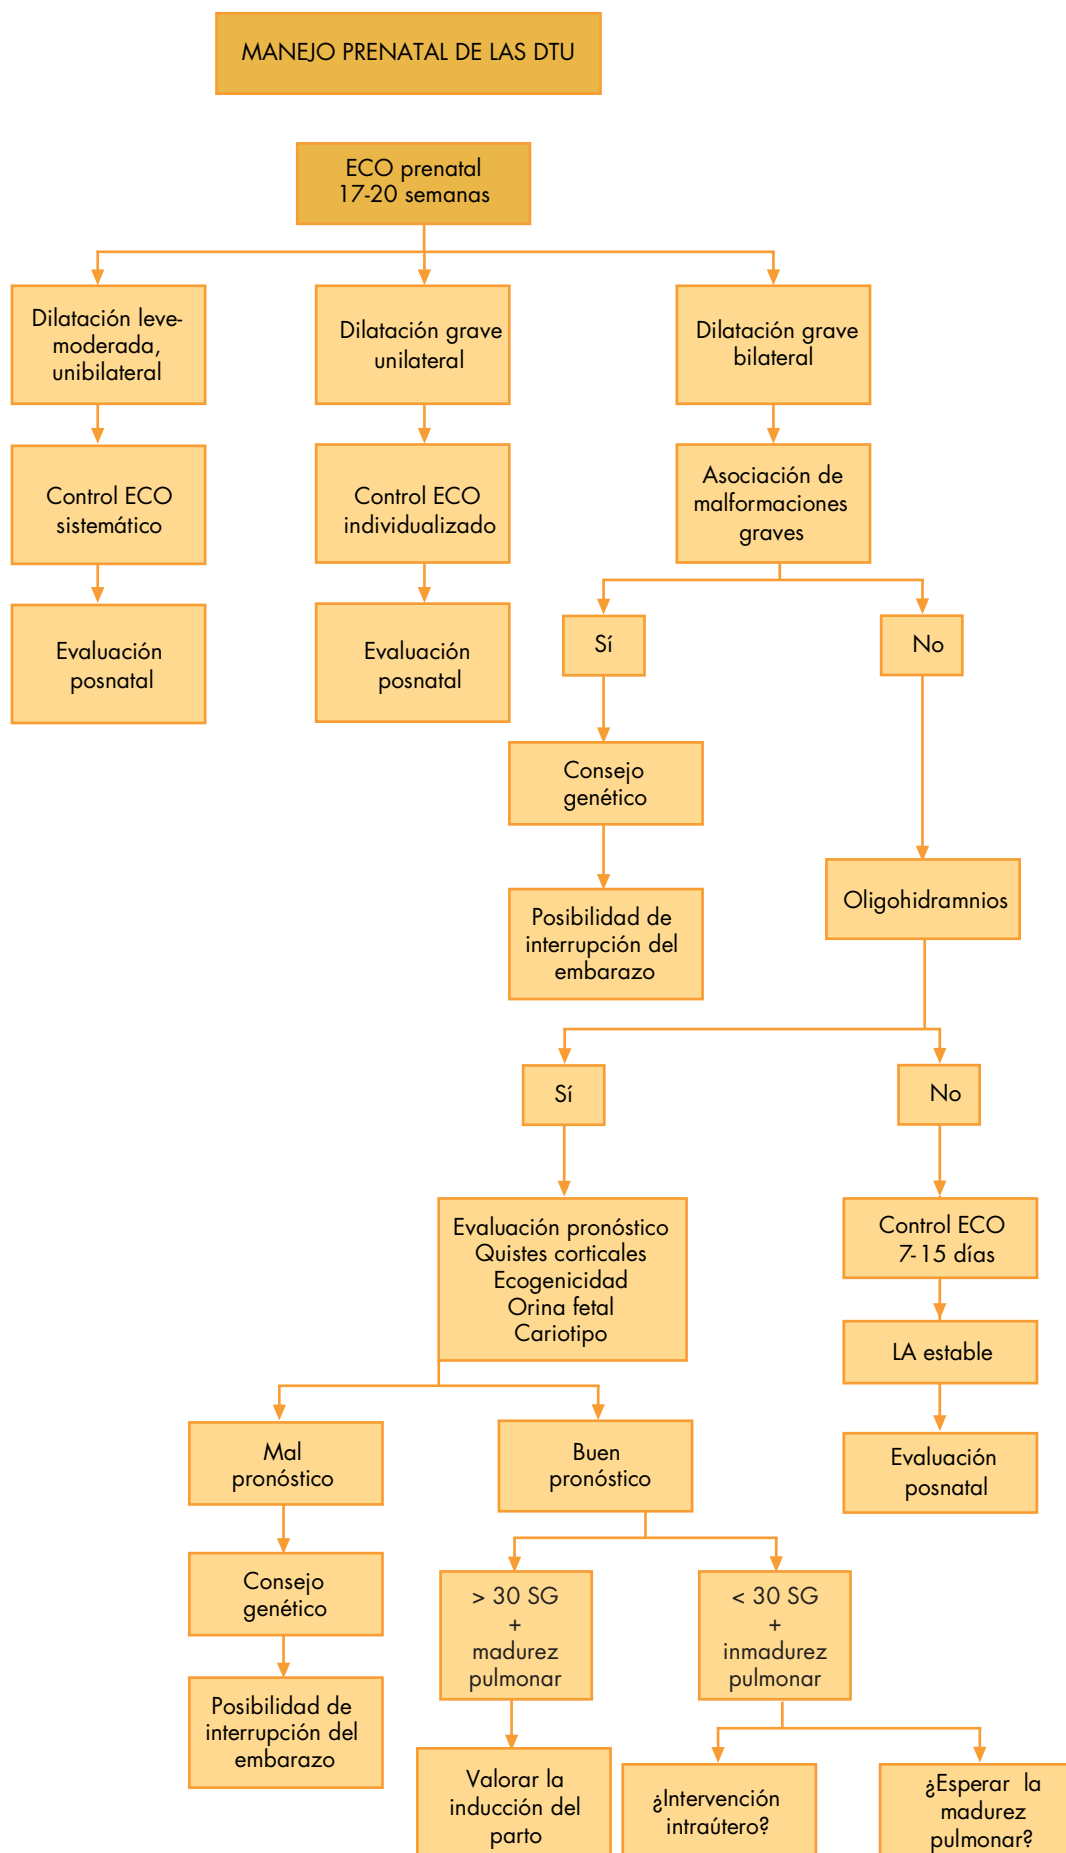 MANEJO PRENATAL DE LAS DTU
ECO prenatal
17-20 semanas
Dilatación leve-
moderada,
unibilateral
Dilatación grave
unilateral
Dilatación grave
bilateral
Control ECO
sistemático
Control ECO
individualizado
Asociación de
malformaciones
graves
Evaluación
posnatal
Evaluación
posnatal
Sí
No
Consejo
genético
Oligohidramnios
Posibilidad de
interrupción del
embarazo
Sí
No
Evaluación pronóstico
Quistes corticales
Ecogenicidad
Orina fetal
Cariotipo
Control ECO
7-15 días
LA estable
Evaluación
posnatal
Mal
pronóstico
Buen
pronóstico
Consejo
genético
> 30 SG
+
madurez
pulmonar
< 30 SG
+
inmadurez
pulmonar
Posibilidad de
interrupción del
embarazo
Valorar la
inducción del
parto
¿Intervención
intraútero?
¿Esperar la
madurez
pulmonar?